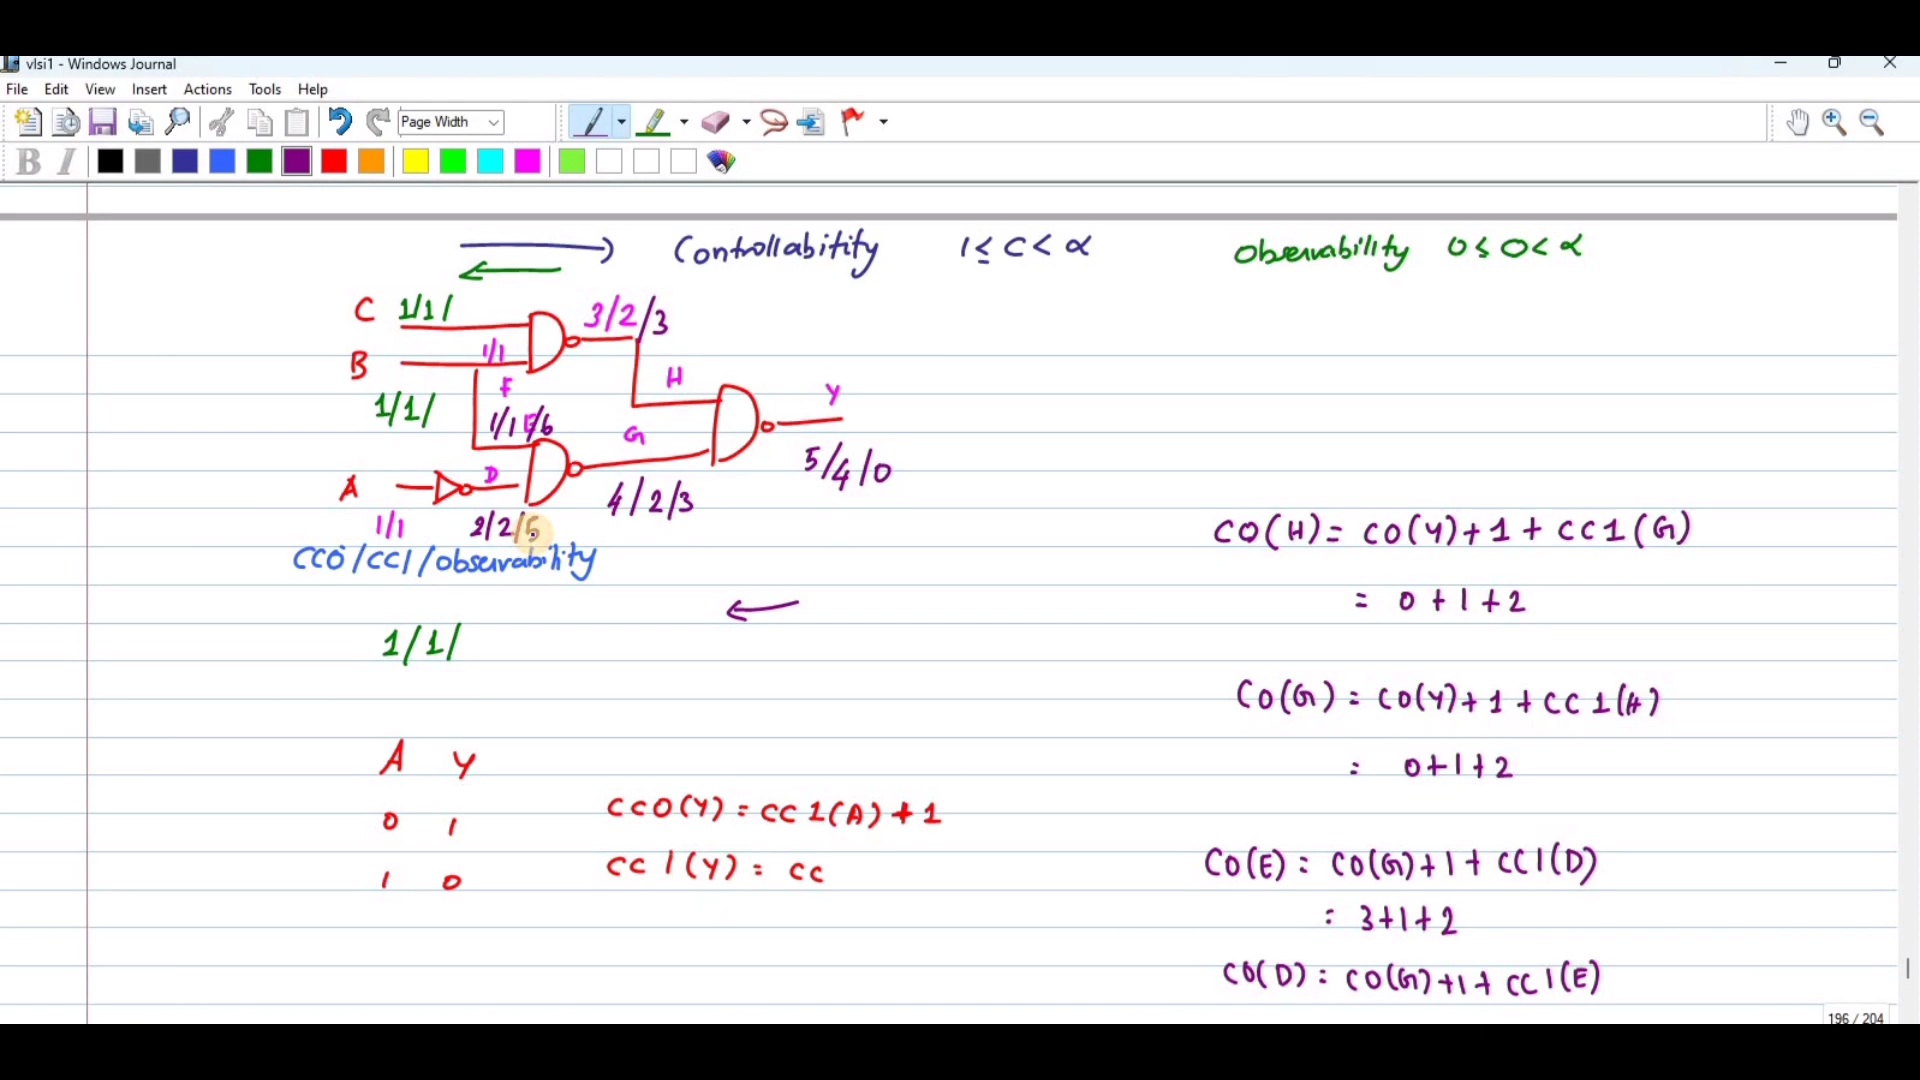 vlsi1 - Windows Journal
File Edit View Insert Actions Tools Help
Page Width
B I
Controllabitity 1 ≤ C < α Observability 0 ≤ O < α
C 1/1/ 3/2/3
B 1/1 H Y
F
1/1/ 1/1 E/6 G
D 5/4/0
A 4/2/3
1/1 2/2/5
CC0/CC1/observability
CO(H) = CO(Y)+1 + CC1(G)
= 0 + 1 + 2
1/1/
CO(G) = CO(Y)+1 + CC1(H)
= 0+1+2
A Y
0 1 CC0(Y) = CC1(A) + 1
1 0 CC1(Y) = CC
CO(E) = CO(G)+1 + CC1(D)
= 3+1+2
CO(D) = CO(G)+1+ CC1(E)
196 / 204